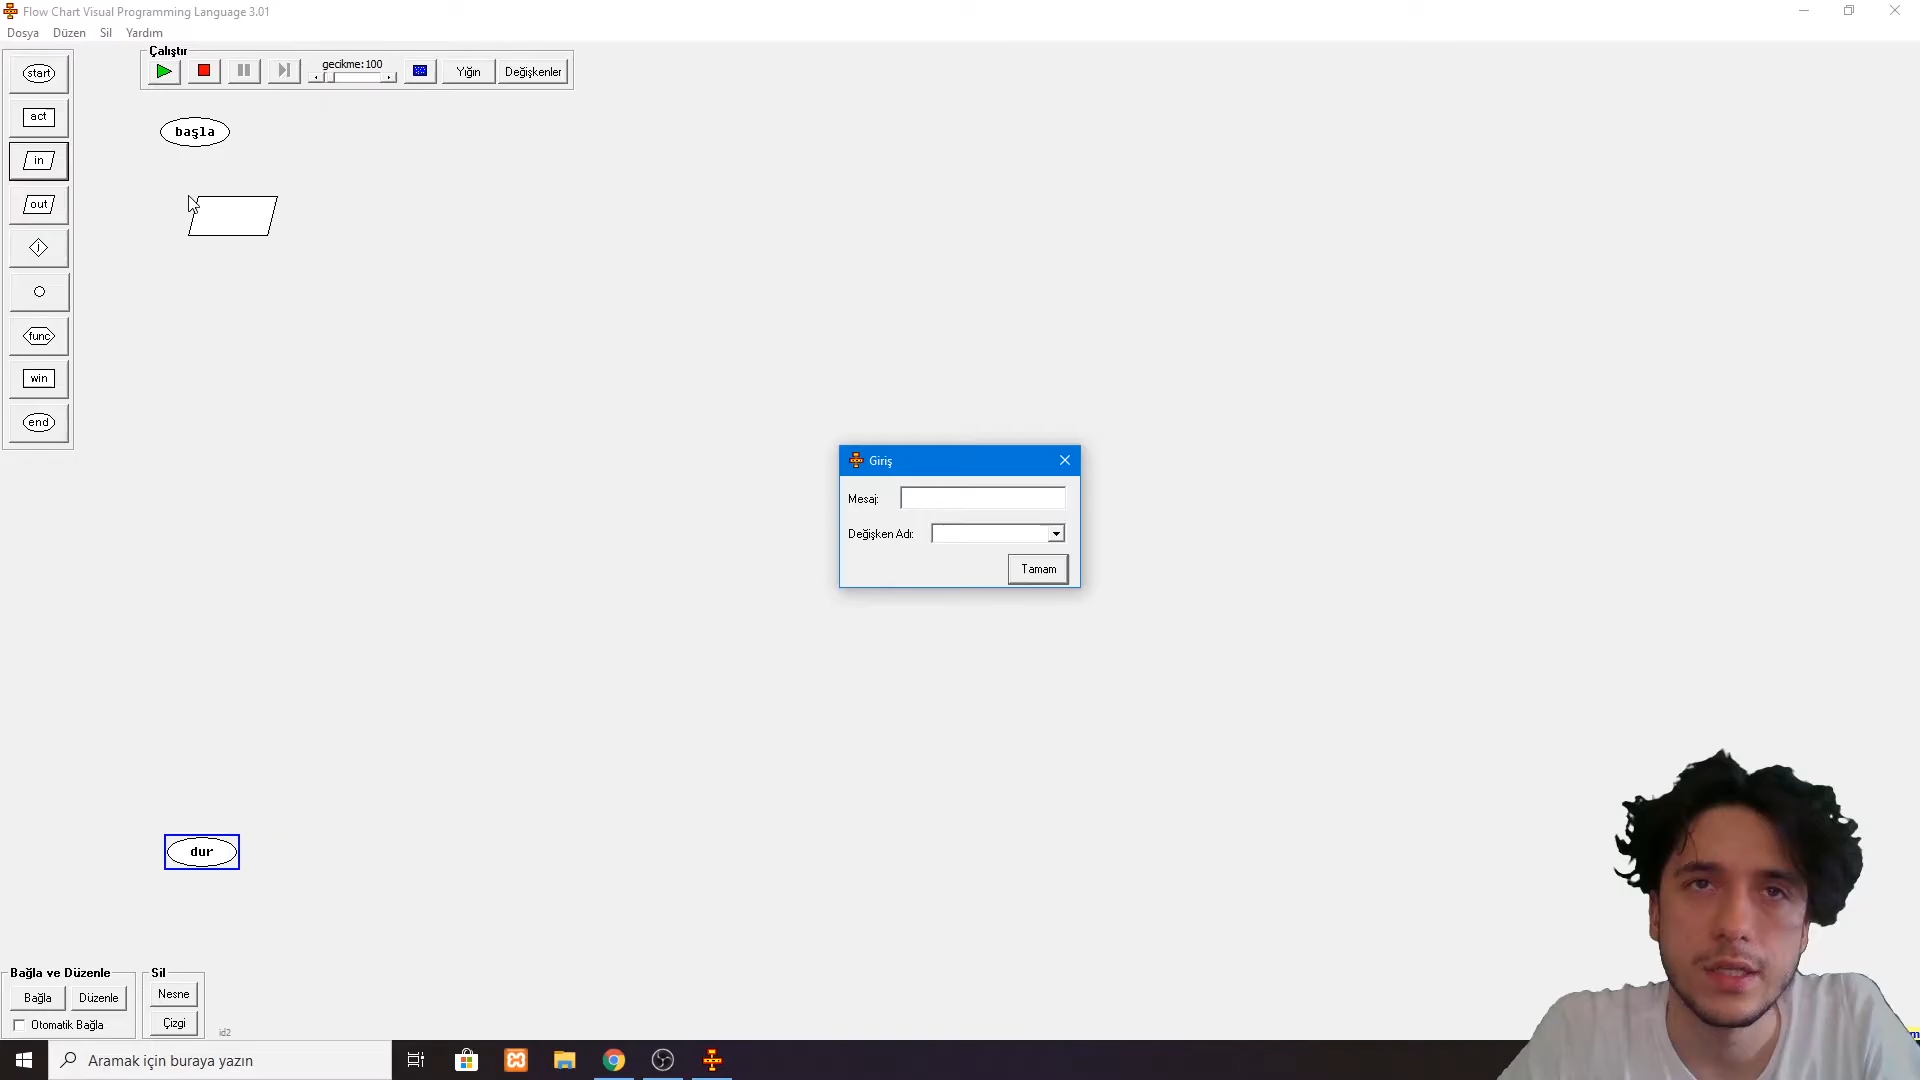 Flow Chart Visual Programming Language 3.01
Dosya Düzen Sil Yardım
Çalıştır
gecikmе:100
Yığın
Değişkenler
start
act
in
out
func
win
end
başla
Giriş
Mesaj:
Değişken Adı:
Tamam
dur
Bağla ve Düzenle
Bağla
Düzenle
Otomatik Bağla
Sil
Nesne
Çizgi
id2
Aramak için buraya yazın